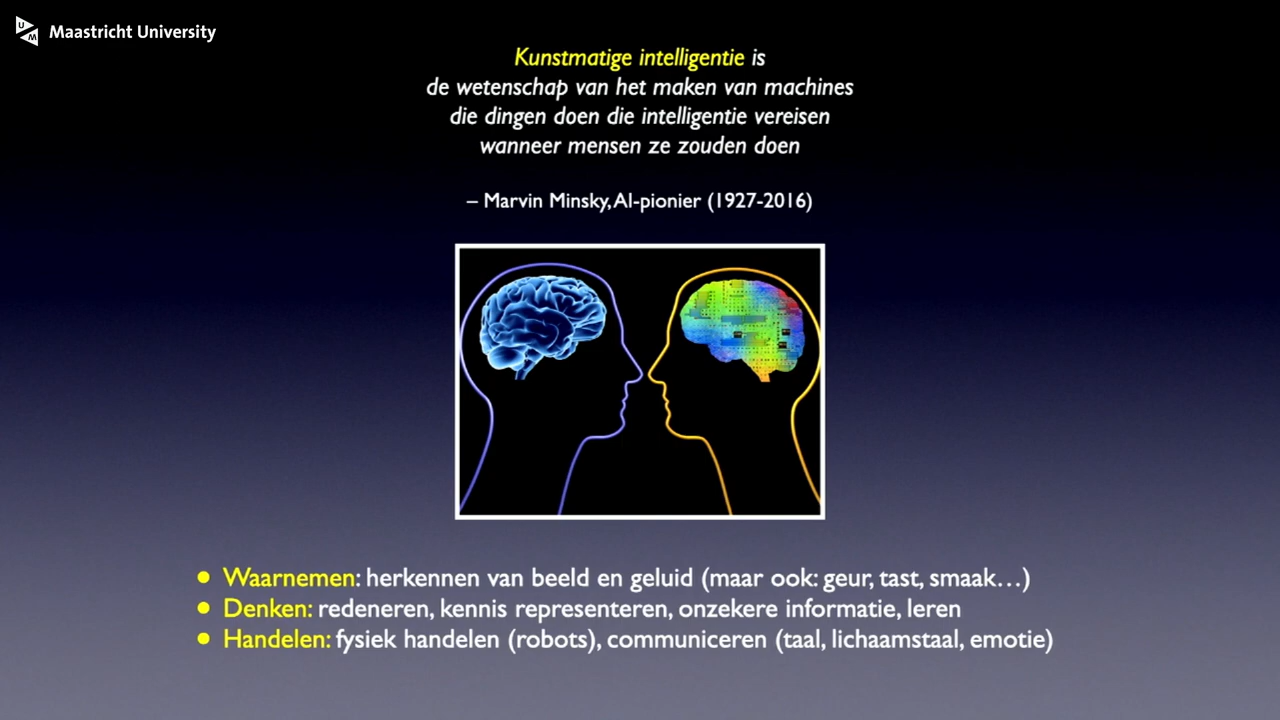 UM
Maastricht University
Kunstmatige intelligentie is
de wetenschap van het maken van machines
die dingen doen die intelligentie vereisen
wanneer mensen ze zouden doen
– Marvin Minsky, AI-pionier (1927-2016)
• Waarnemen: herkennen van beeld en geluid (maar ook: geur, tast, smaak…)
• Denken: redeneren, kennis representeren, onzekere informatie, leren
• Handelen: fysiek handelen (robots), communiceren (taal, lichaamstaal, emotie)